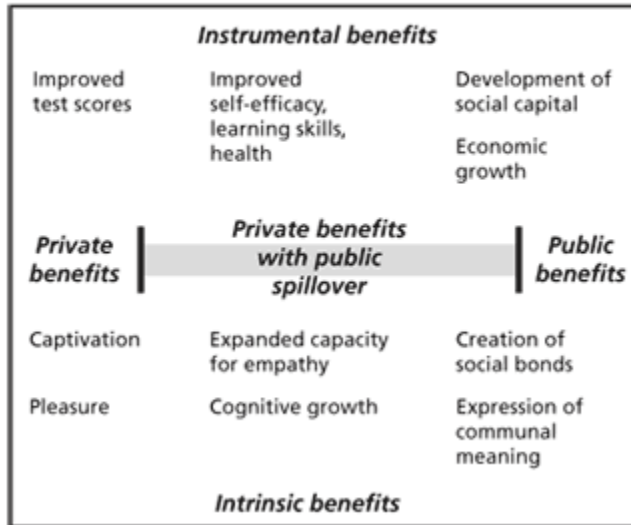 Instrumental benefits
Improved
test scores
Improved
self-efficacy,
learning skills,
health
Development of
social capital
Economic
growth
Private
benefits
Private benefits
with public
spillover
Public
benefits
Captivation
Expanded capacity
for empathy
Creation of
social bonds
Pleasure
Cognitive growth
Expression of
communal
meaning
Intrinsic benefits